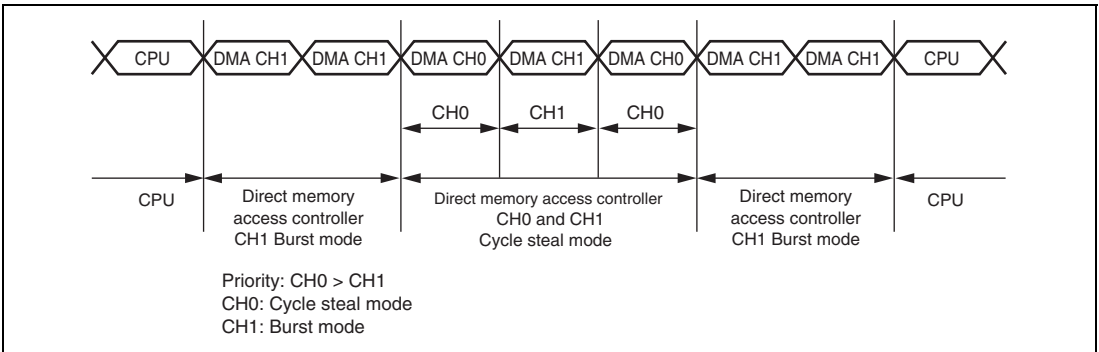 CPU DMA CH1 DMA CH1 DMA CH0 DMA CH1 DMA CH0 DMA CH1 DMA CH1 CPU
CH0 CH1 CH0
CPU
Direct memory
access controller
CH1 Burst mode
Direct memory access controller
CH0 and CH1
Cycle steal mode
Direct memory
access controller
CH1 Burst mode
CPU
Priority: CH0 > CH1
CH0: Cycle steal mode
CH1: Burst mode